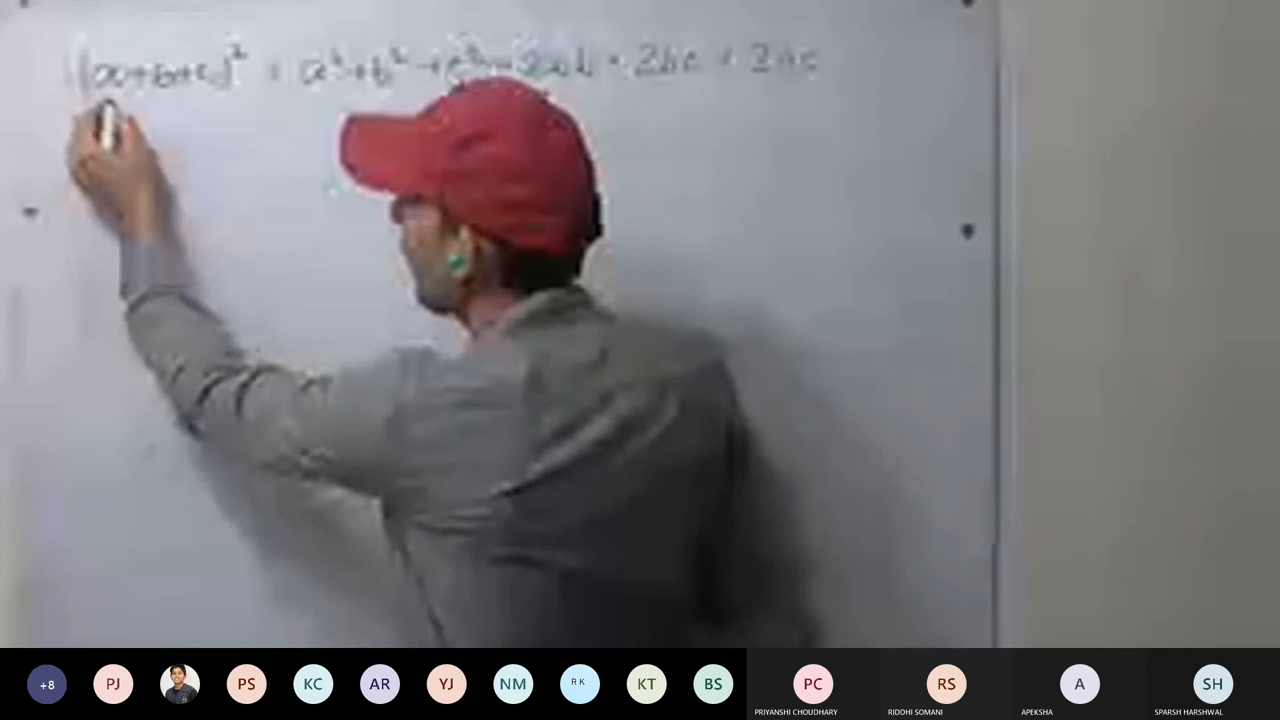 (a+b+c)² = a²+b²+c²+2ab+2bc+2ac
+8 PJ PS KC AR YJ NM RK KT BS PC RS A SH
PRIYANSHI CHOUDHARY RIDDHI SOMANI APEKSHA SPARSH HARSHWAL